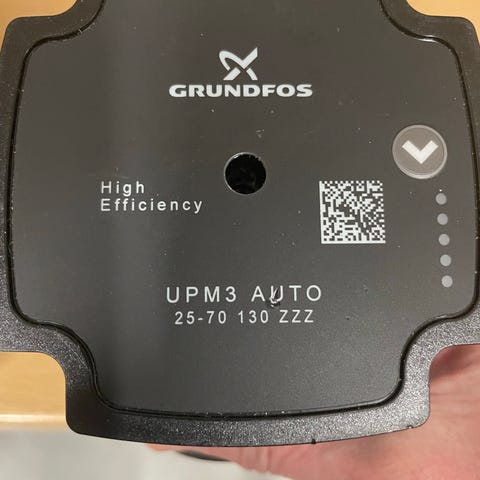 GRUNDFOS
High
Efficiency
UPM3 AUTO
25-70 130 ZZZ